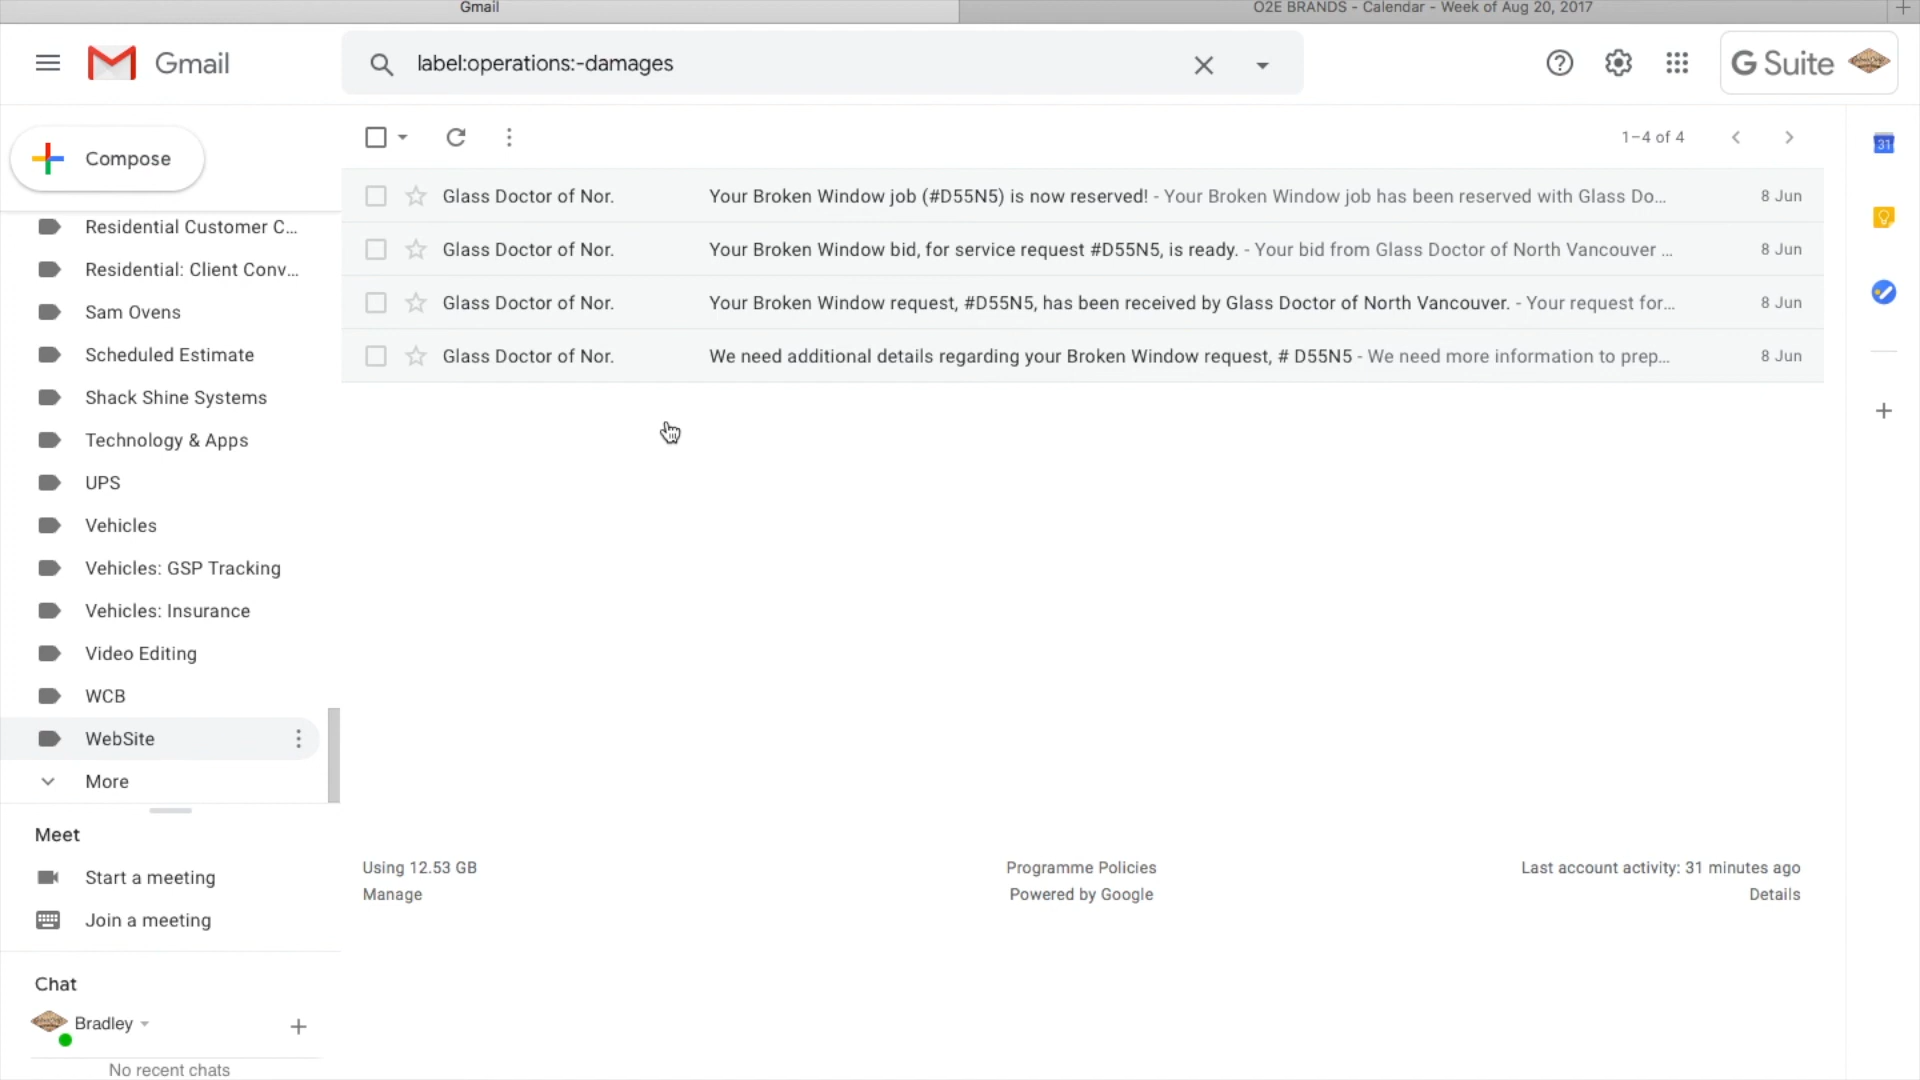 Gmail
O2E BRANDS - Calendar - Week of Aug 20, 2017
Gmail
label:operations:-damages
G Suite
Compose
1–4 of 4
31
Glass Doctor of Nor. Your Broken Window job (#D55N5) is now reserved! - Your Broken Window job has been reserved with Glass Do... 8 Jun
Glass Doctor of Nor. Your Broken Window bid, for service request #D55N5, is ready. - Your bid from Glass Doctor of North Vancouver ... 8 Jun
Glass Doctor of Nor. Your Broken Window request, #D55N5, has been received by Glass Doctor of North Vancouver. - Your request for... 8 Jun
Glass Doctor of Nor. We need additional details regarding your Broken Window request, # D55N5 - We need more information to prep... 8 Jun
Residential Customer C...
Residential: Client Conv...
Sam Ovens
Scheduled Estimate
Shack Shine Systems
Technology & Apps
UPS
Vehicles
Vehicles: GSP Tracking
Vehicles: Insurance
Video Editing
WCB
WebSite
More
Meet
Start a meeting
Join a meeting
Chat
Bradley
No recent chats
Using 12.53 GB
Manage
Programme Policies
Powered by Google
Last account activity: 31 minutes ago
Details